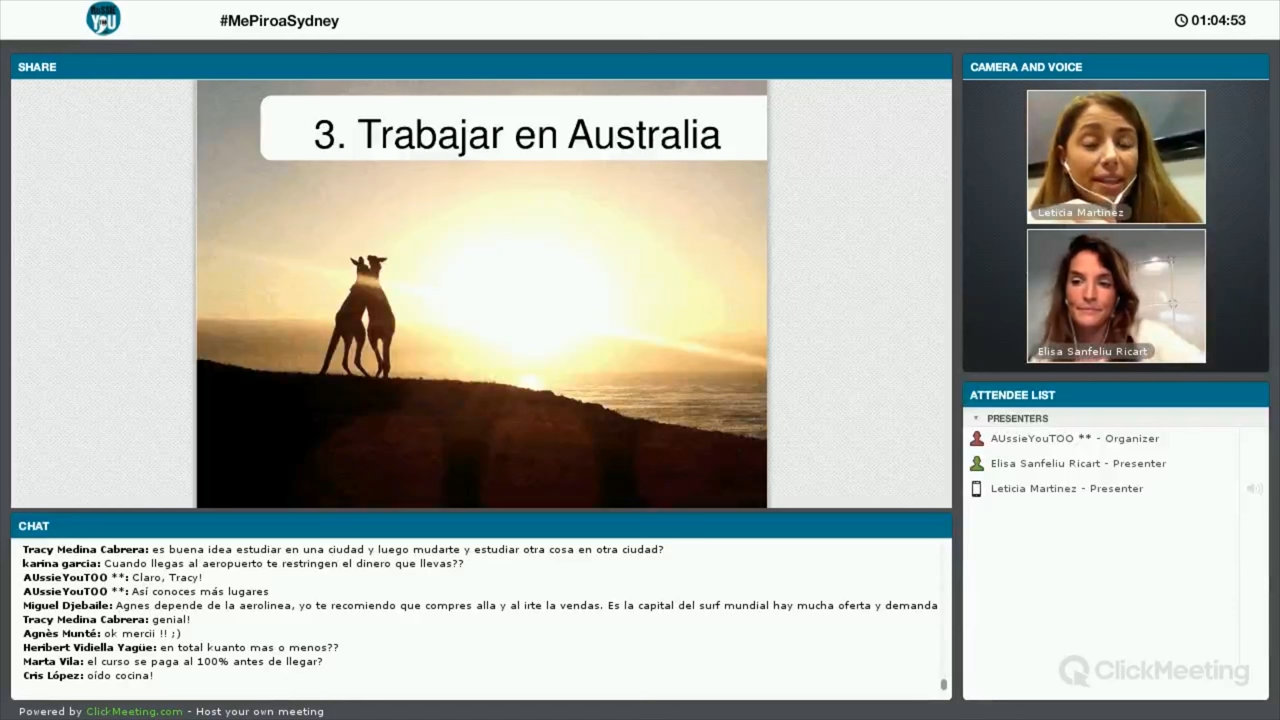 AUSSIE
YOU
TOO
#MePiroaSydney
01:04:53
SHARE
3. Trabajar en Australia
CAMERA AND VOICE
Leticia Martinez
Elisa Sanfeliu Ricart
ATTENDEE LIST
PRESENTERS
AUssieYouTOO ** - Organizer
Elisa Sanfeliu Ricart - Presenter
Leticia Martinez - Presenter
CHAT
Tracy Medina Cabrera: es buena idea estudiar en una ciudad y luego mudarte y estudiar otra cosa en otra ciudad?
karina garcia: Cuando llegas al aeropuerto te restringen el dinero que llevas??
AUssieYouTOO **: Claro, Tracy!
AUssieYouTOO **: Así conoces más lugares
Miguel Djebaile: Agnes depende de la aerolinea, yo te recomiendo que compres alla y al irte la vendas. Es la capital del surf mundial hay mucha oferta y demanda
Tracy Medina Cabrera: genial!
Agnès Munté: ok mercii !! ;)
Heribert Vidiella Yagüe: en total kuanto mas o menos??
Marta Vila: el curso se paga al 100% antes de llegar?
Cris López: oído cocina!
ClickMeeting
Powered by ClickMeeting.com - Host your own meeting